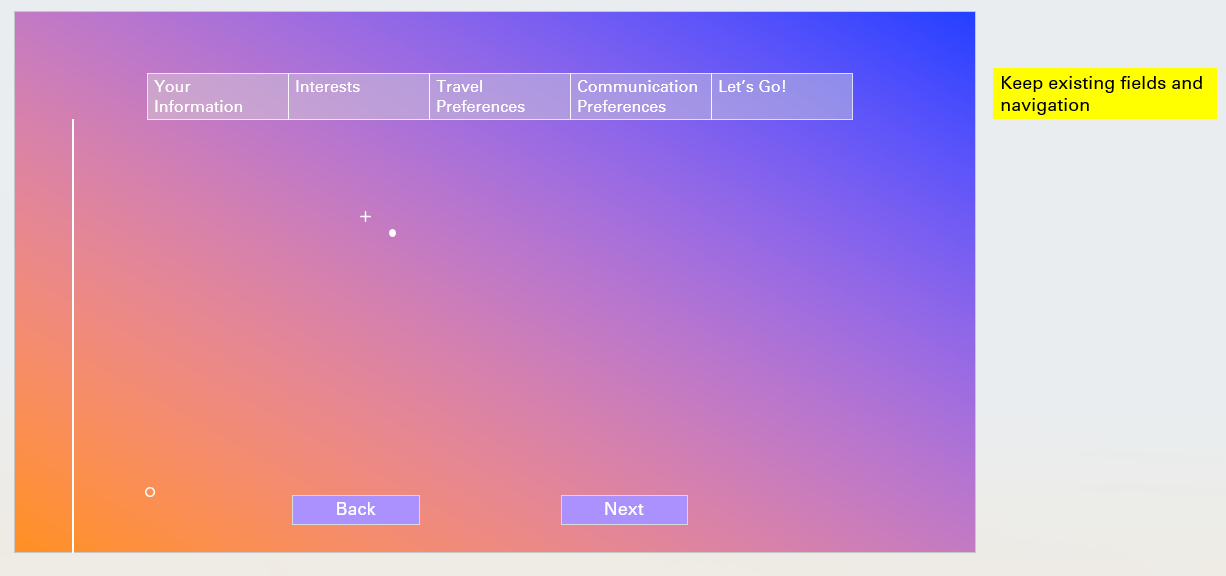 Your
Information
Interests
Travel
Preferences
Communication
Preferences
Let’s Go!
Keep existing fields and
navigation
Back
Next